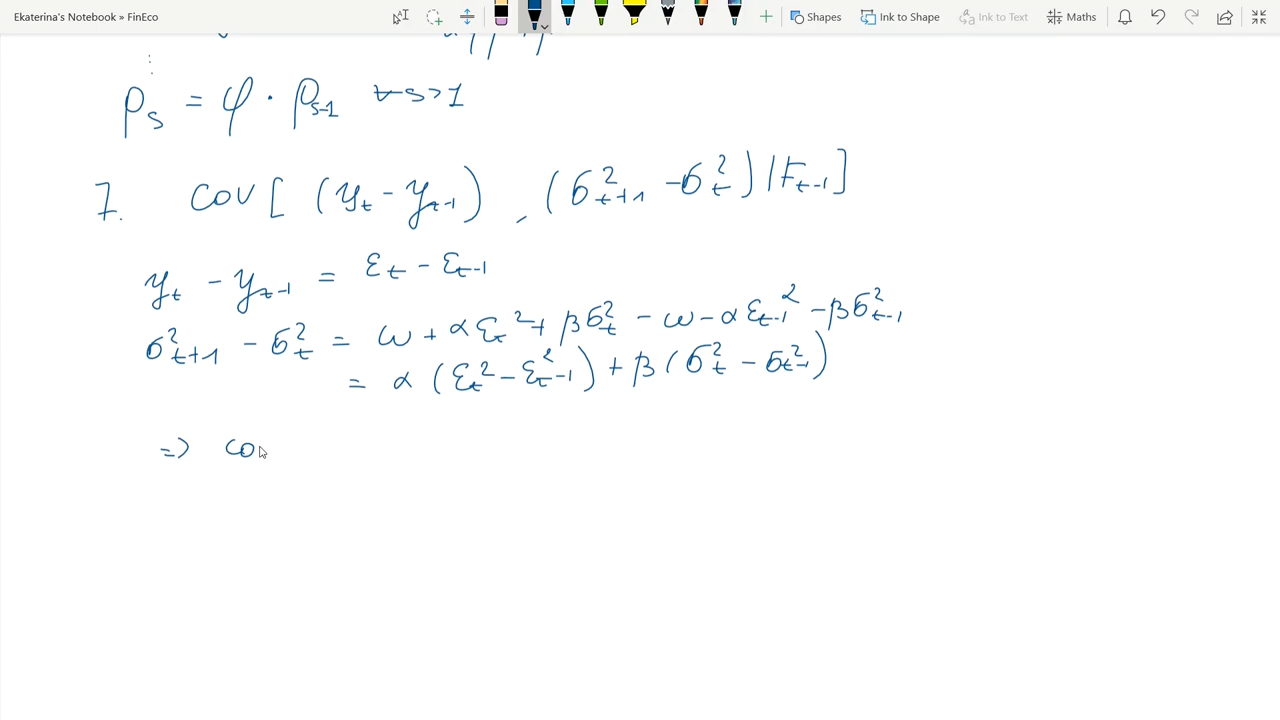 Ekaterina's Notebook » FinEco
Shapes Ink to Shape Ink to Text Maths
⋮
ρₛ = φ · ρₛ₋₁ ∀s>1
7. COV[ (yₜ - yₜ₋₁) , (σ²ₜ₊₁ - σ²ₜ) | Fₜ₋₁]
yₜ - yₜ₋₁ = εₜ - εₜ₋₁
σ²ₜ₊₁ - σ²ₜ = ω + αεₜ² + βσ²ₜ - ω - αεₜ₋₁² - βσ²ₜ₋₁
= α (εₜ² - ε²ₜ₋₁) + β(σ²ₜ - σ²ₜ₋₁)
=> co